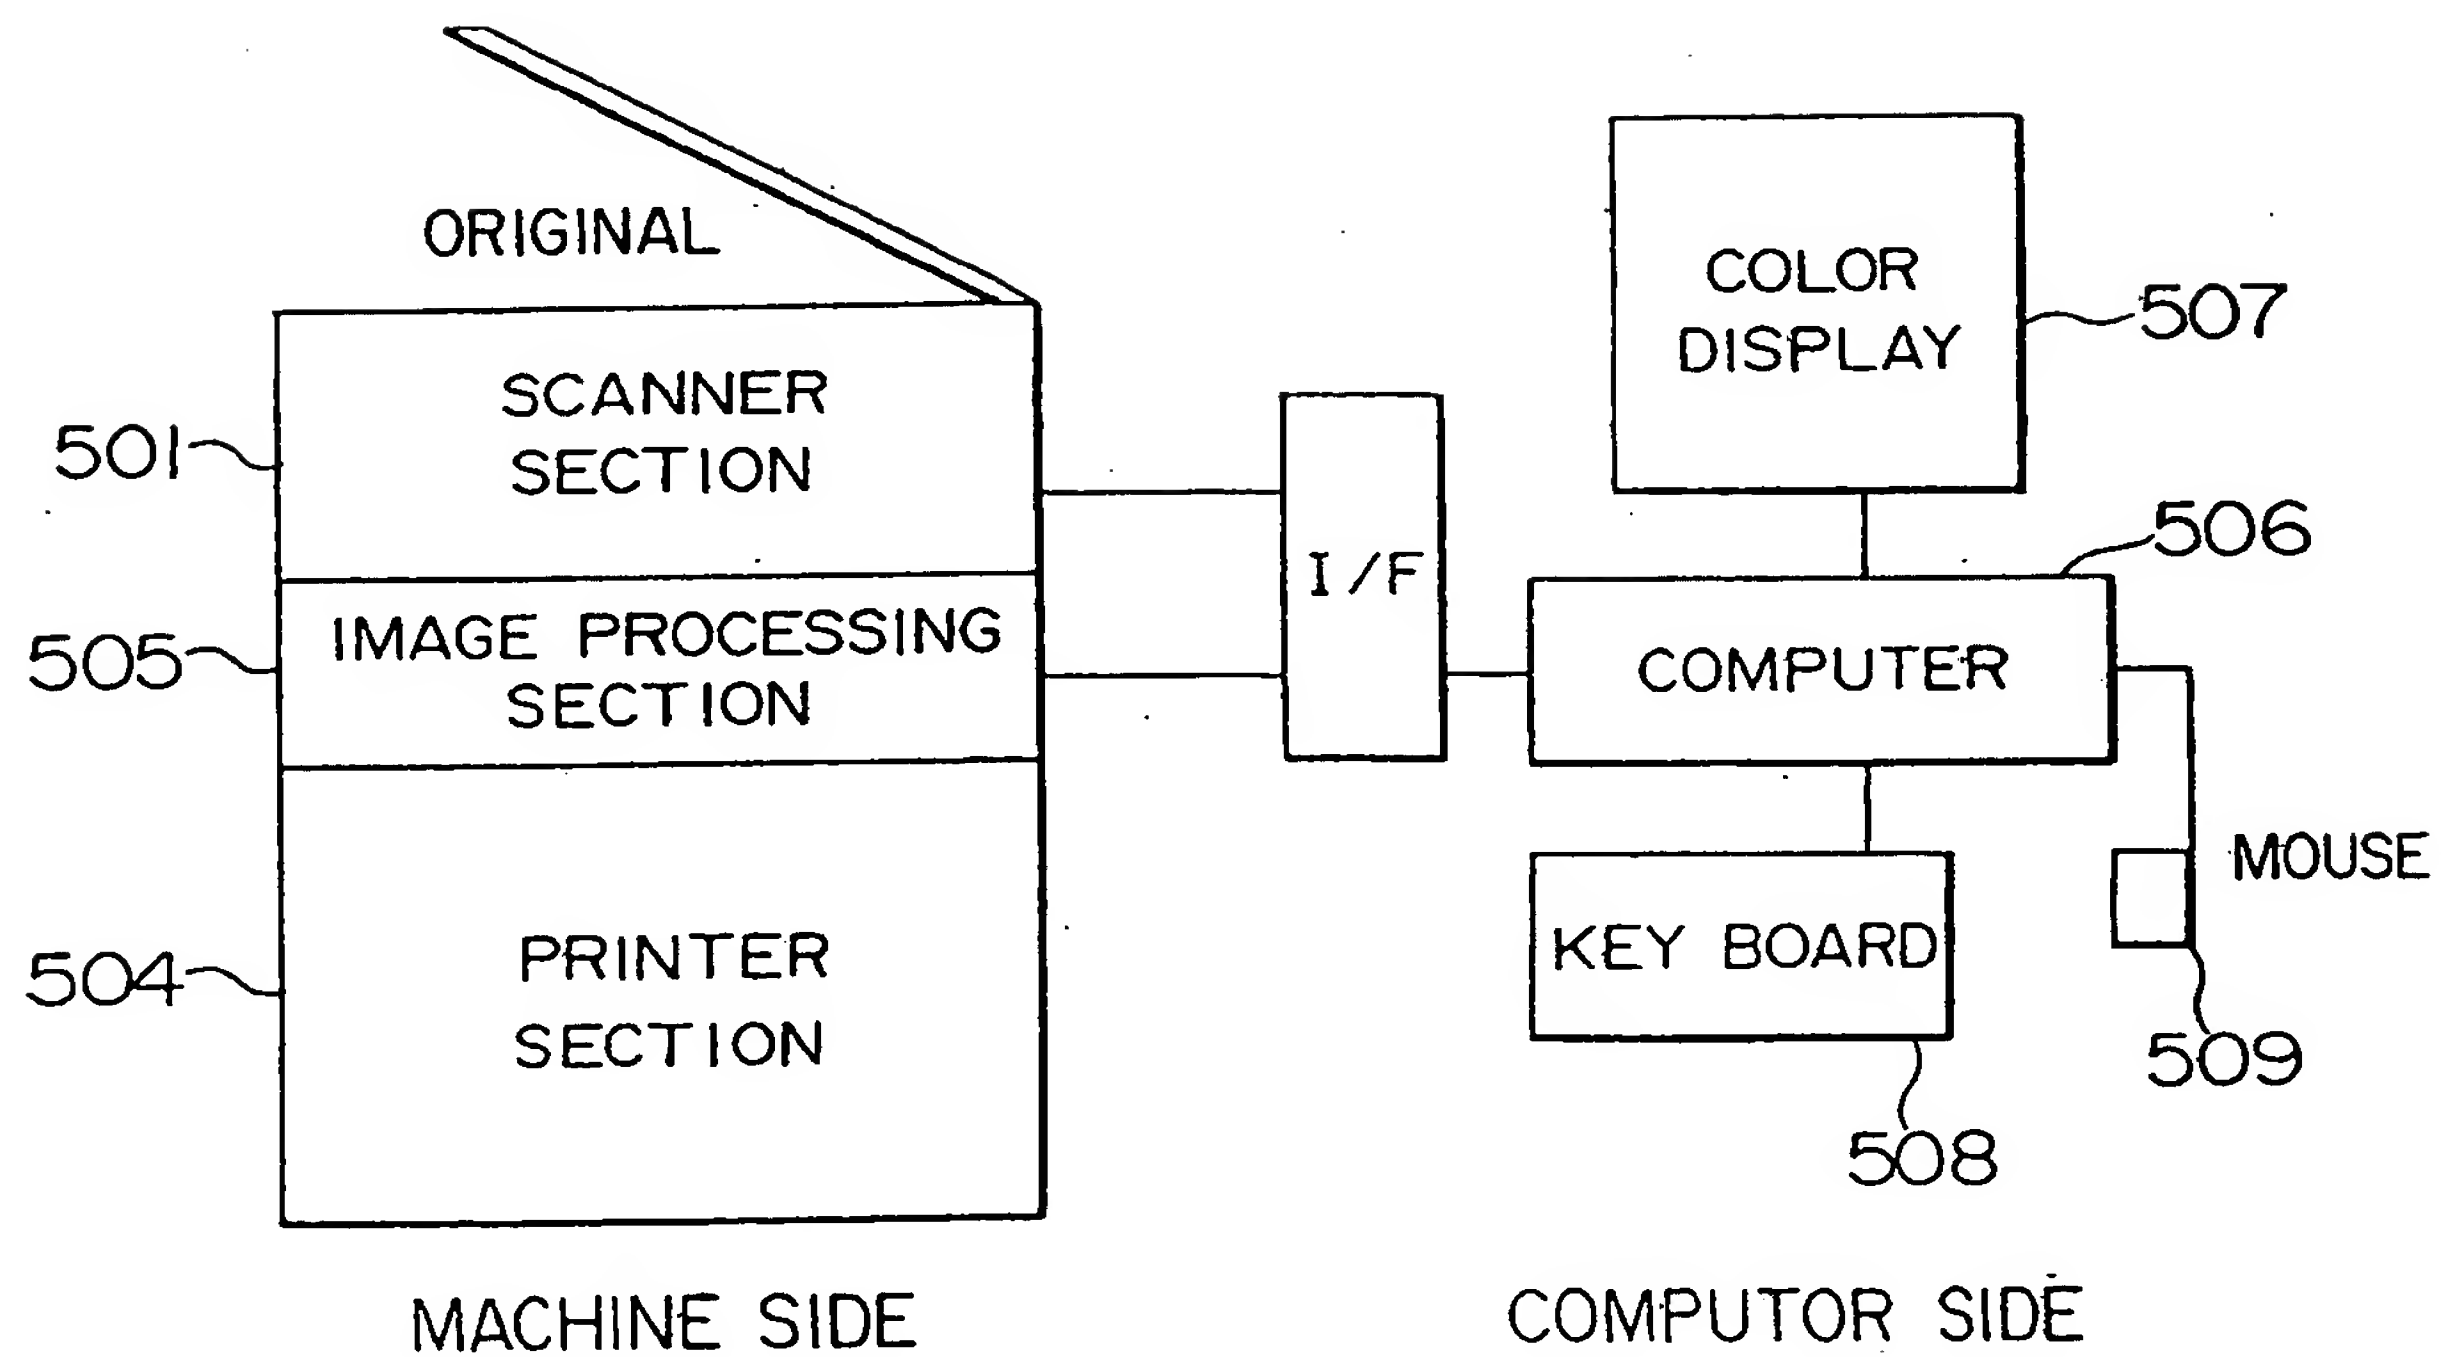 ORIGINAL
SCANNER
SECTION
501
IMAGE PROCESSING
SECTION
505
PRINTER
SECTION
504
MACHINE SIDE
I/F
COLOR
DISPLAY
507
506
COMPUTER
KEY BOARD
508
MOUSE
509
COMPUTOR SIDE